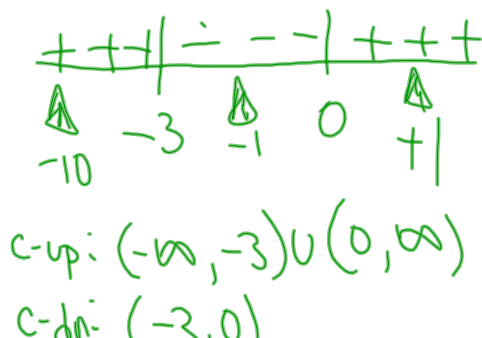 + + + | - - - | + + +
-10 -3 -1 0 +1
c-up: (-∞, -3)∪(0, ∞)
c-dn: (-3, 0)